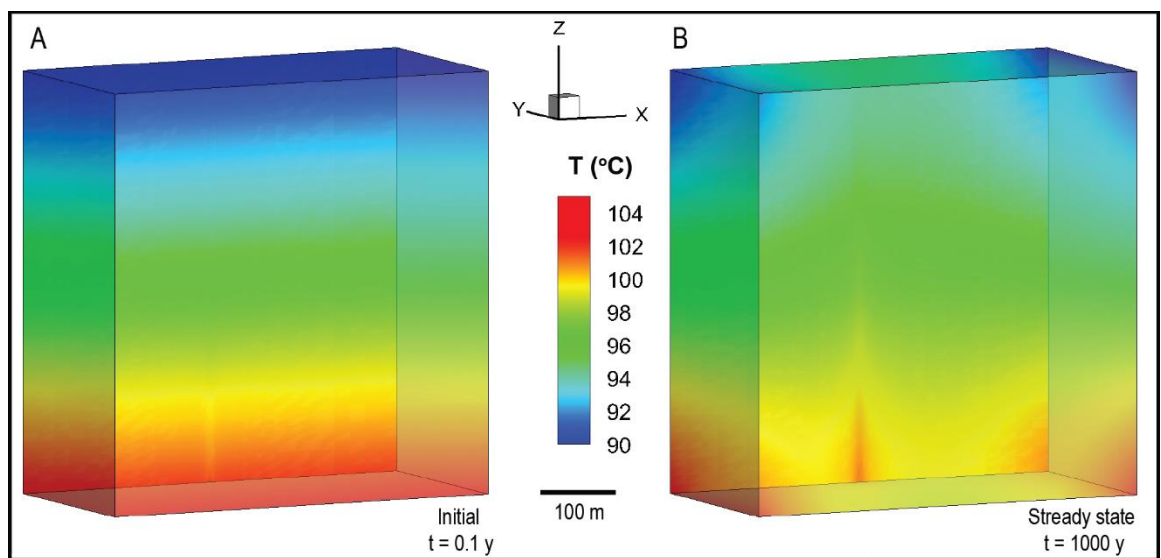 A
B
Z
Y
X
T (°C)
104
102
100
98
96
94
92
90
100 m
Initial
t = 0.1 y
Stready state
t = 1000 y